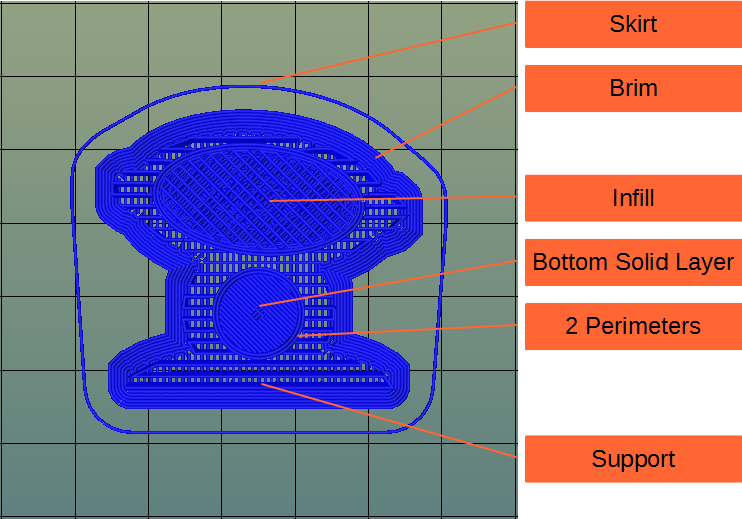 Skirt
Brim
Infill
Bottom Solid Layer
2 Perimeters
Support